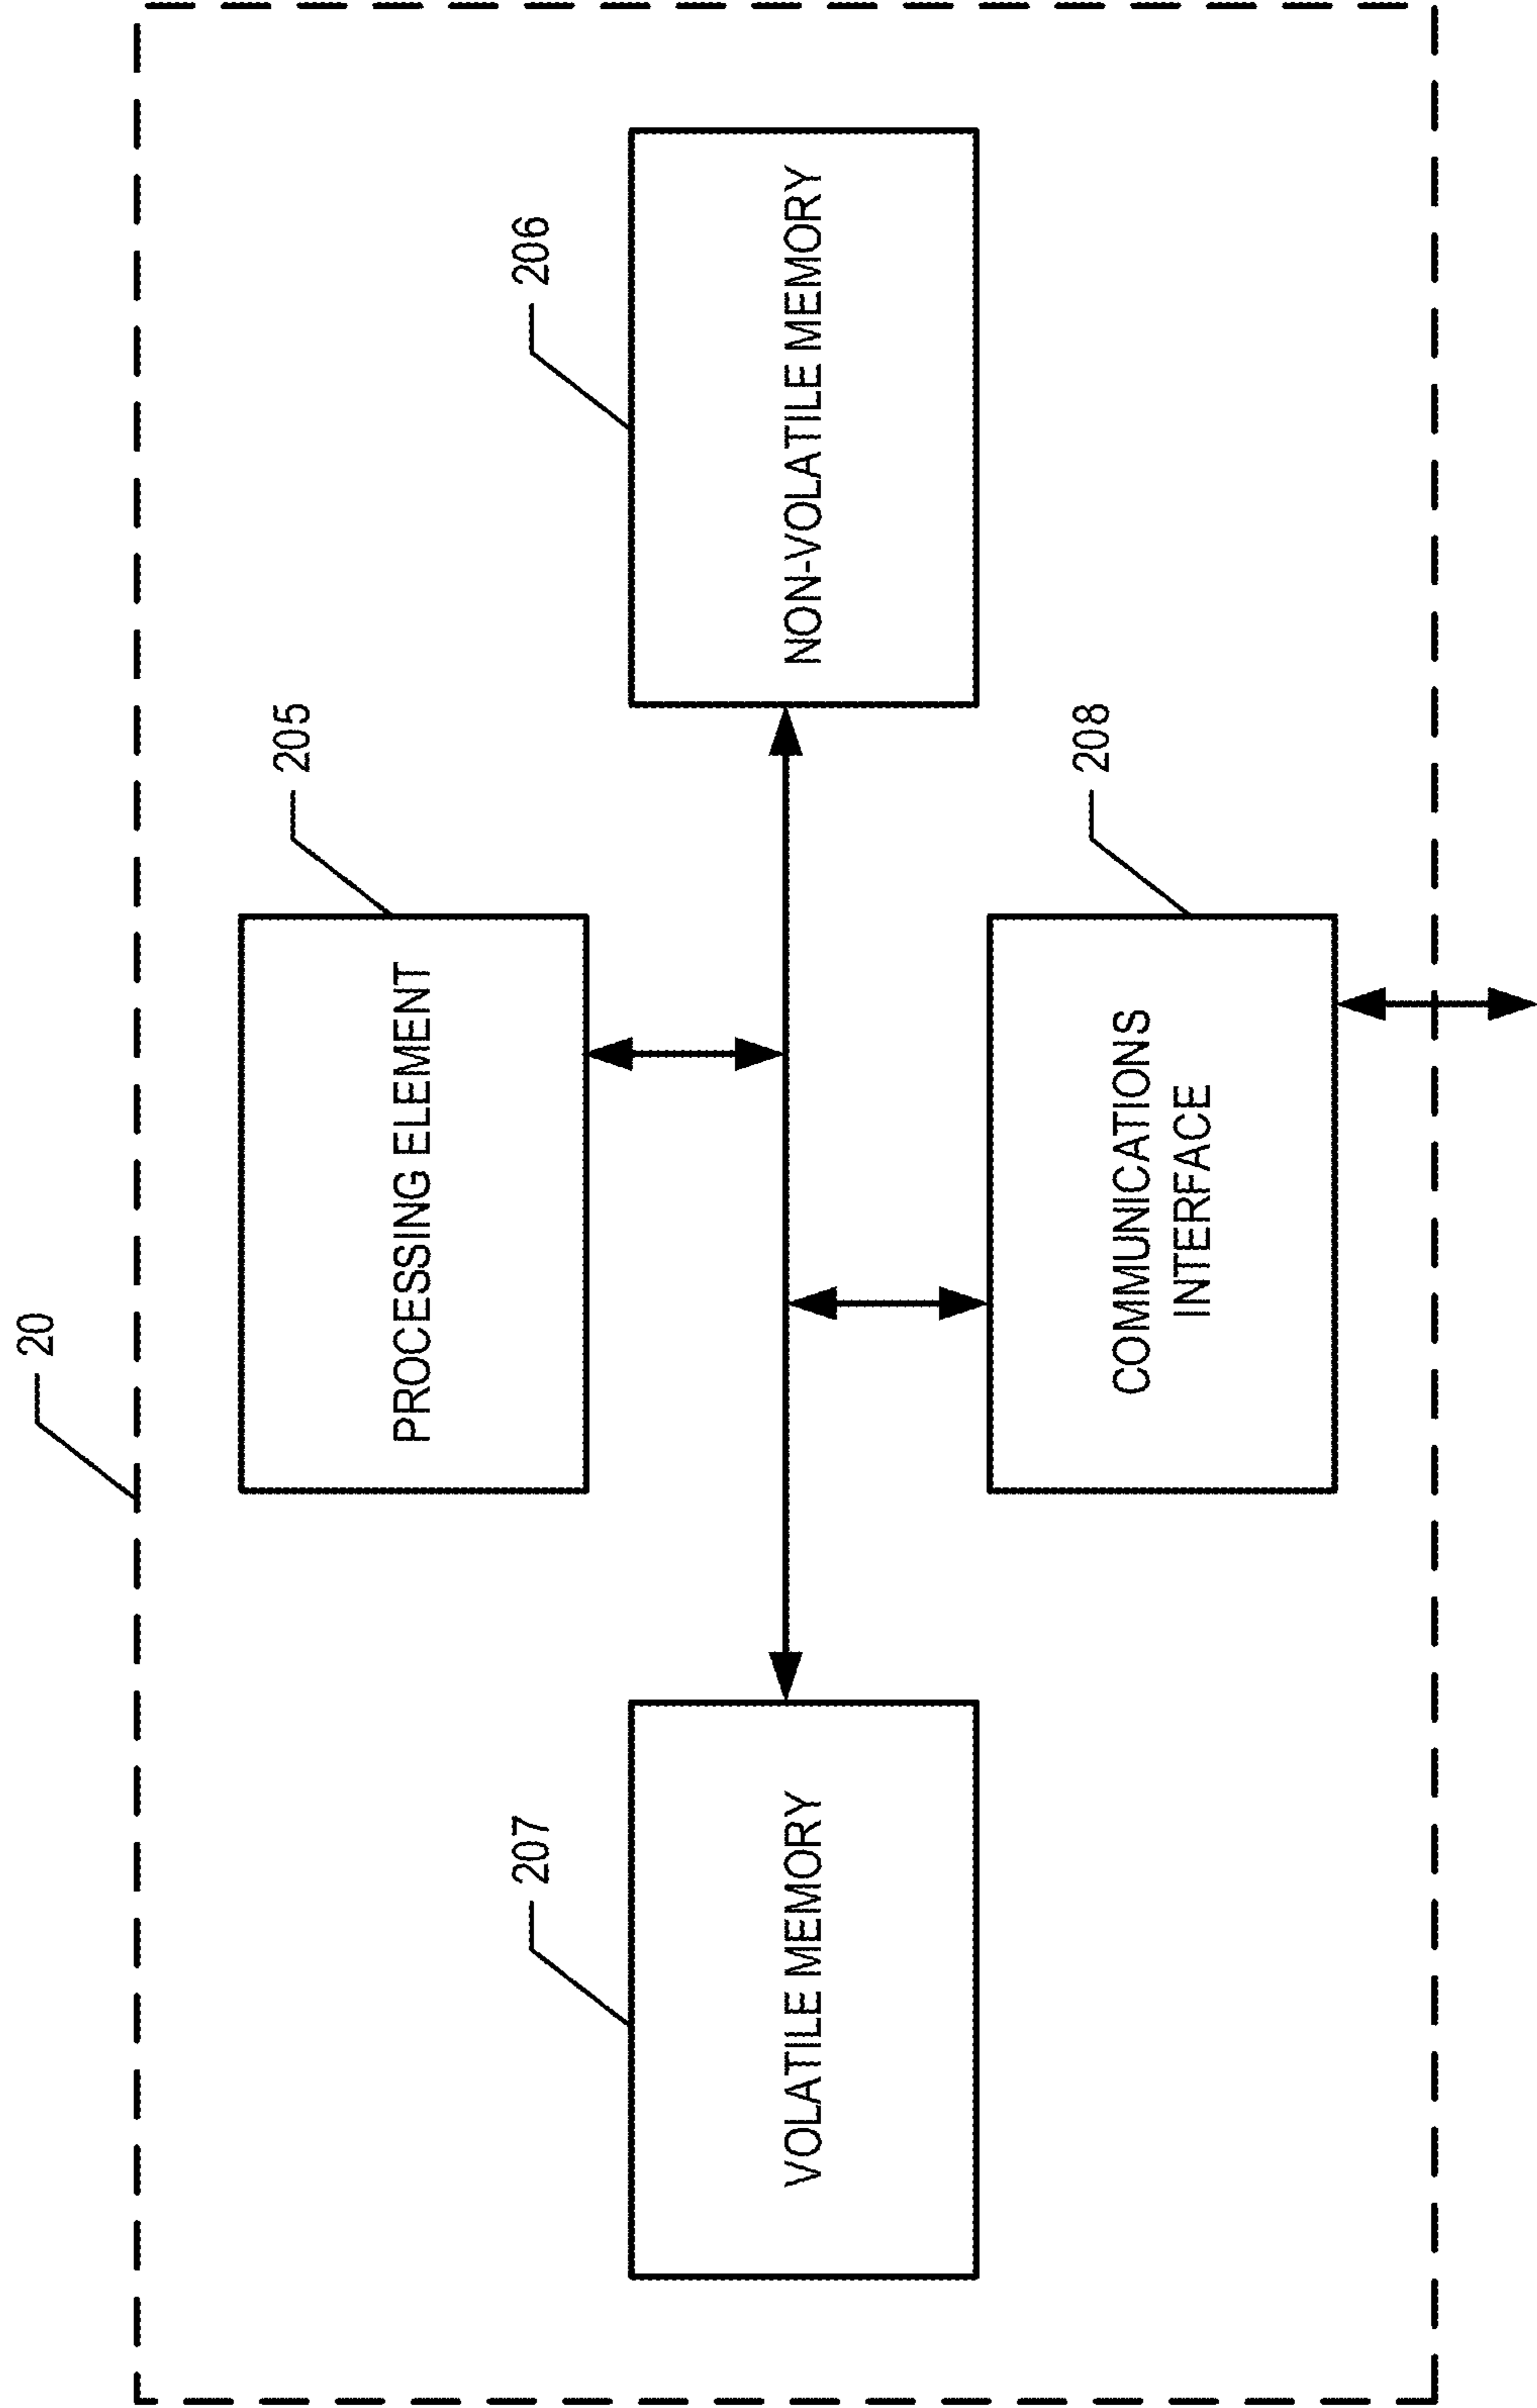 20
205
PROCESSING ELEMENT
207
VOLATILE MEMORY
206
NON-VOLATILE MEMORY
208
COMMUNICATIONS
INTERFACE